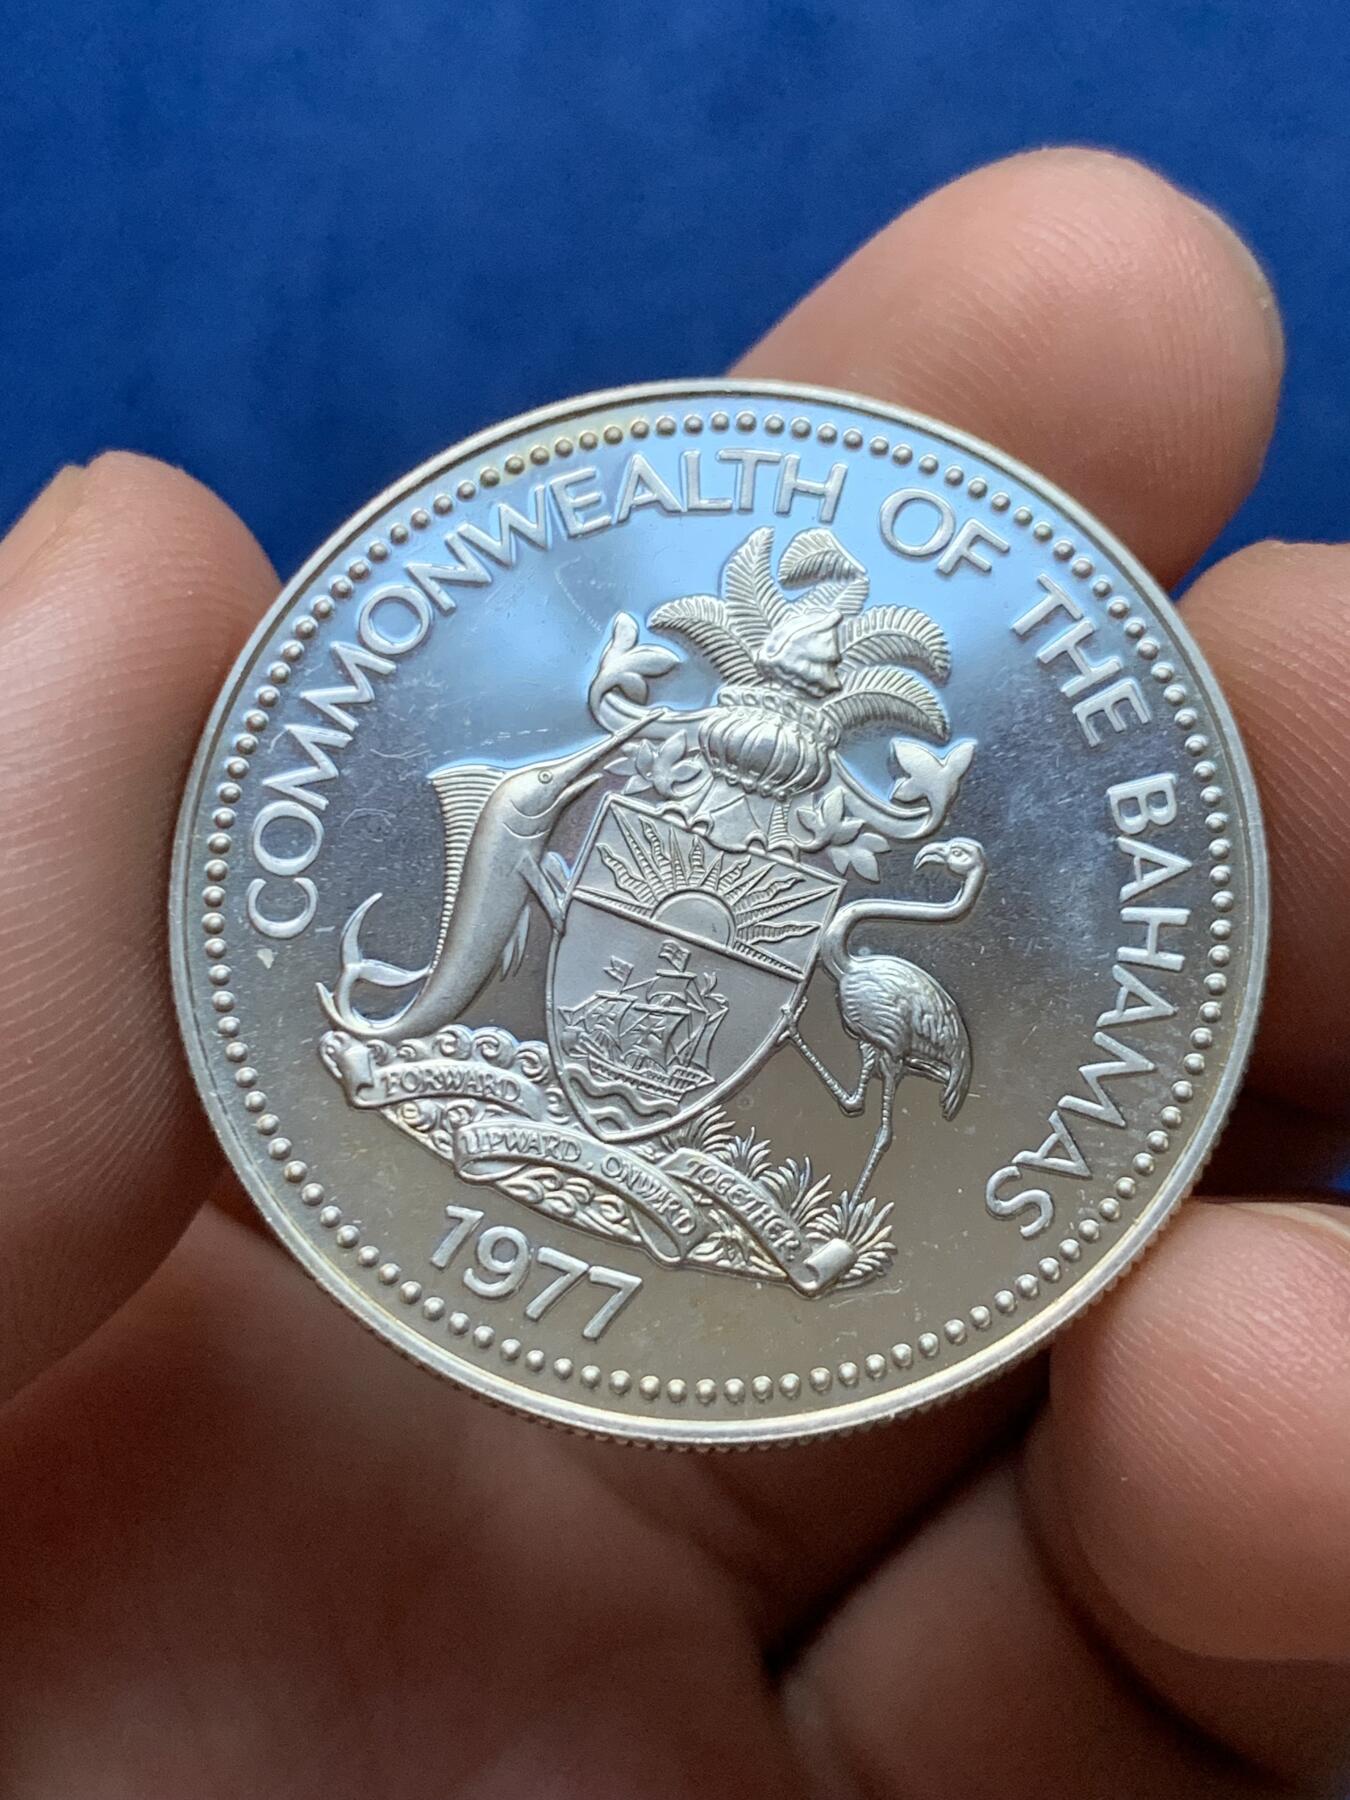 COMMONWEALTH OF THE BAHAMAS
FORWARD
UPWARD. ONWARD
TOGETHER.
1977